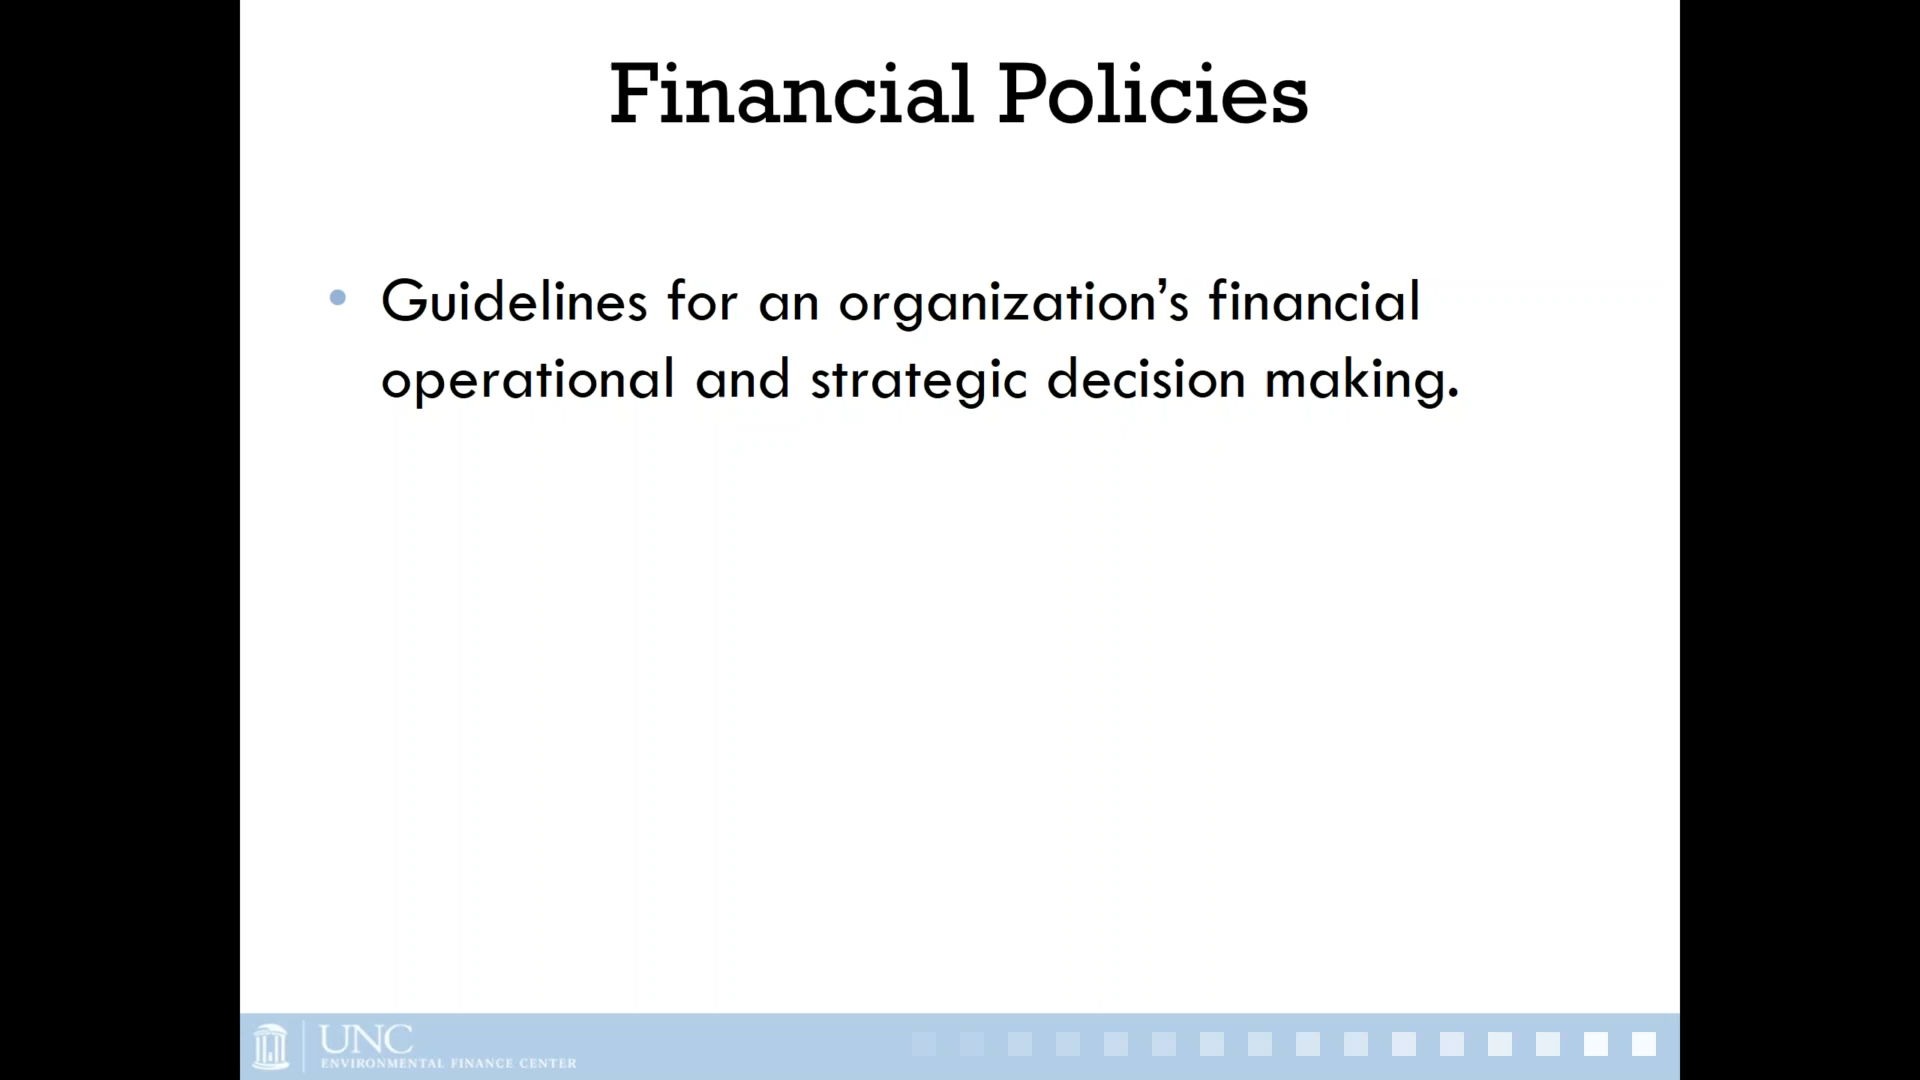 Financial Policies
• Guidelines for an organization’s financial
operational and strategic decision making.
UNC
ENVIRONMENTAL FINANCE CENTER